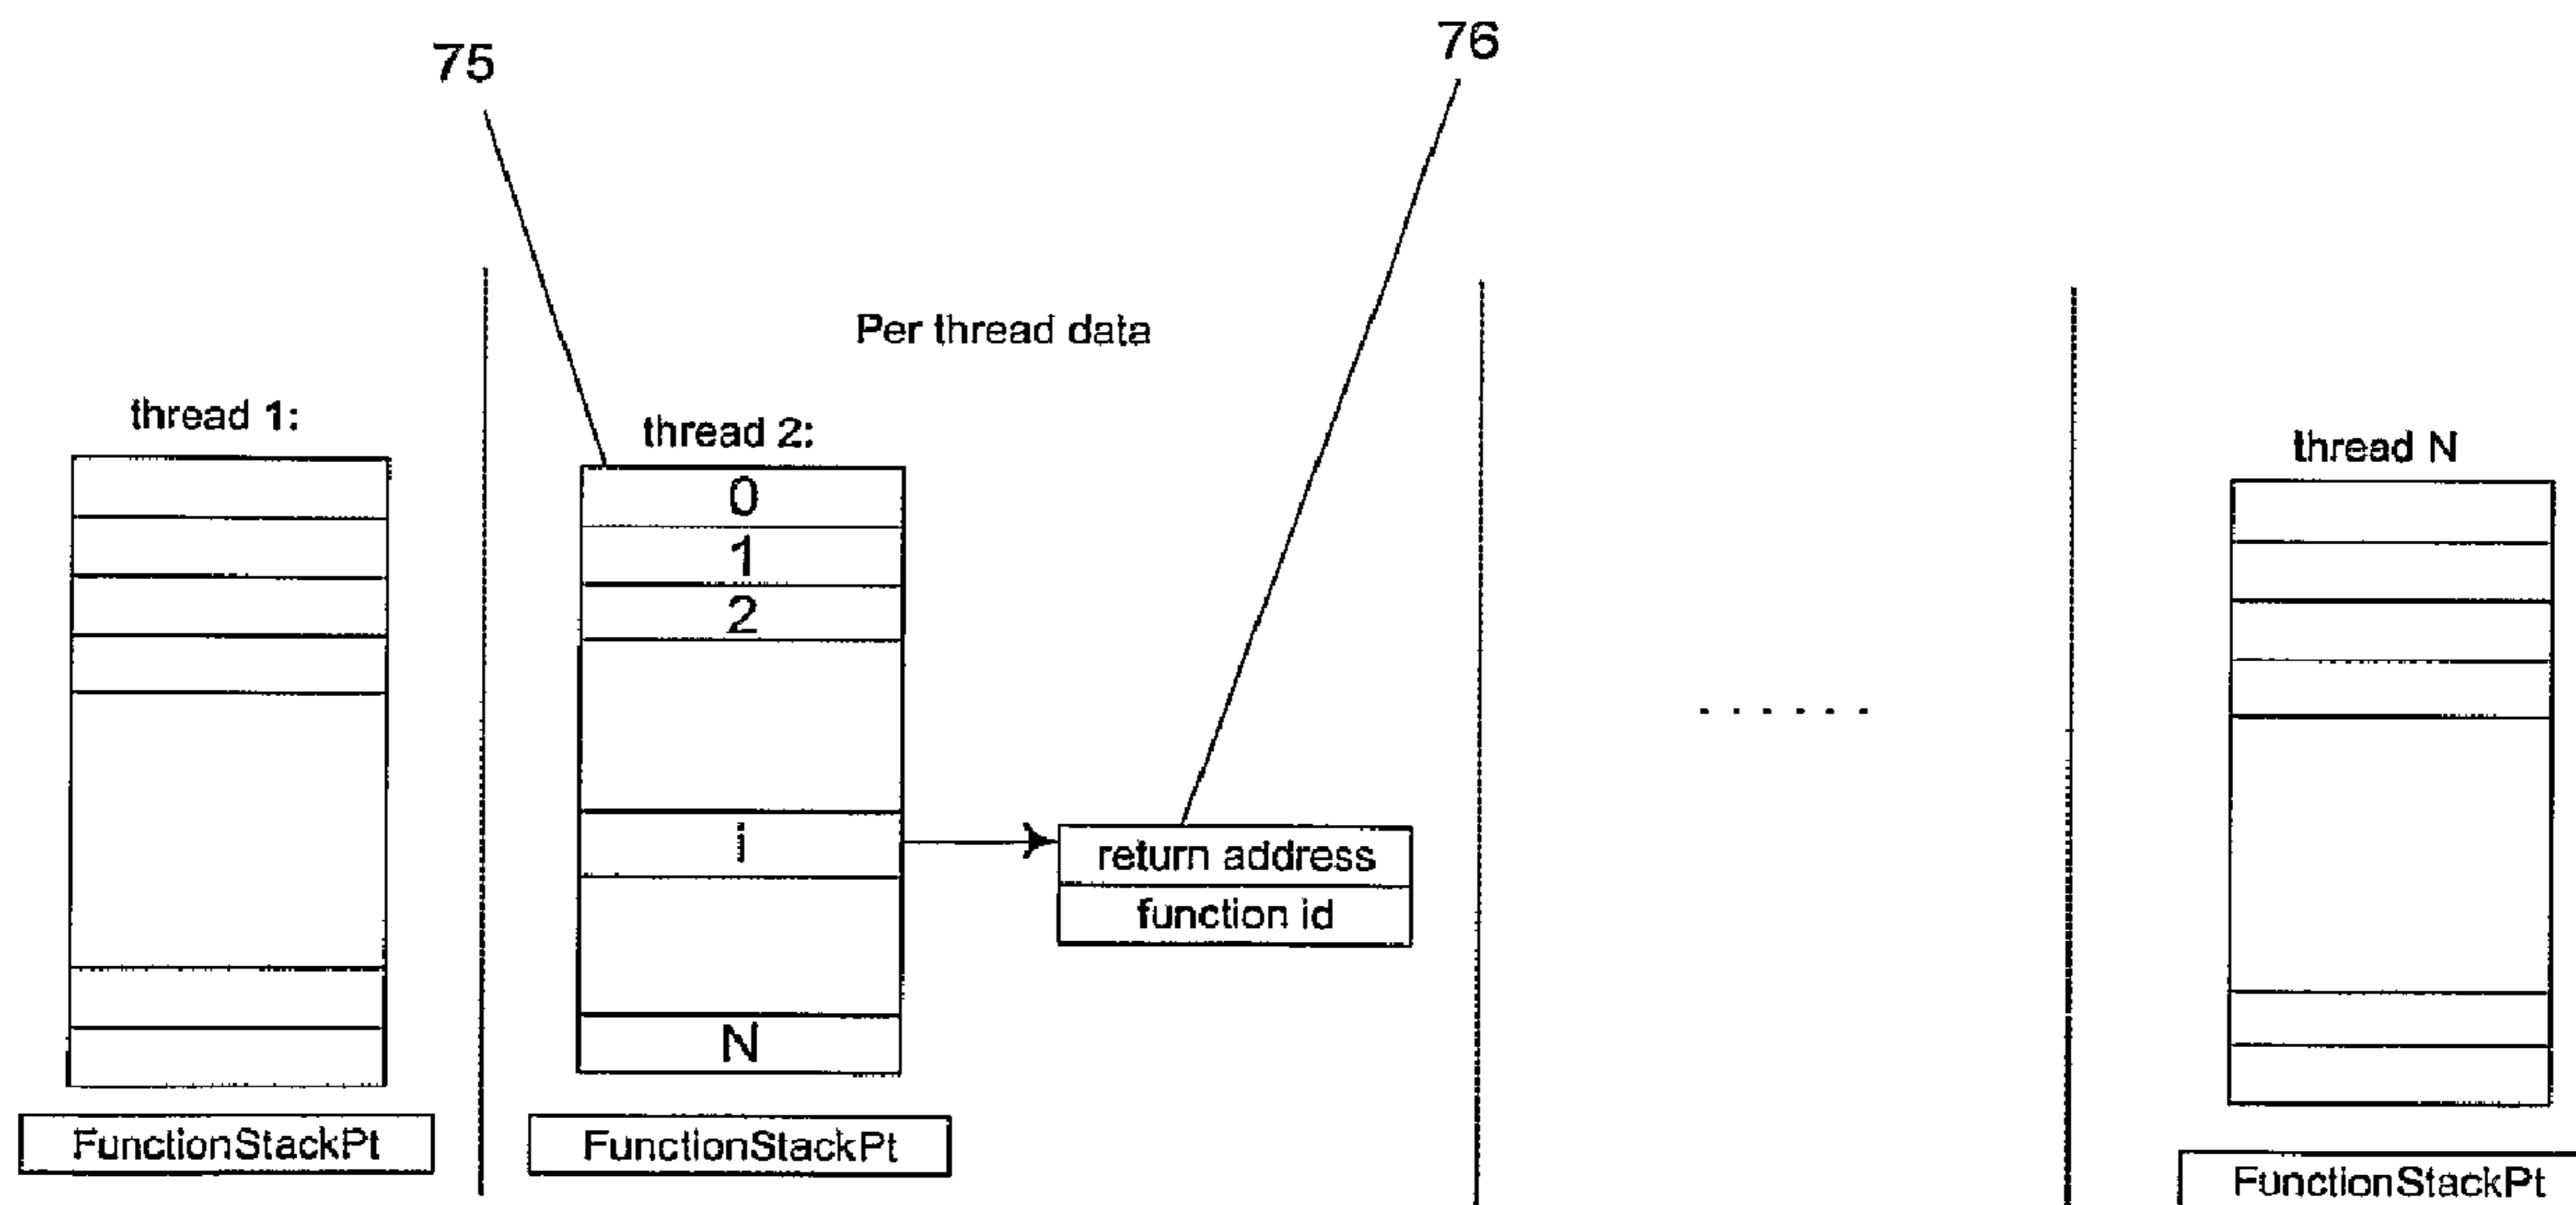 75
76
Per thread data
thread 1:
thread 2:
thread N
0
1
2
. . . . . .
i
return address
function id
N
FunctionStackPt
FunctionStackPt
FunctionStackPt